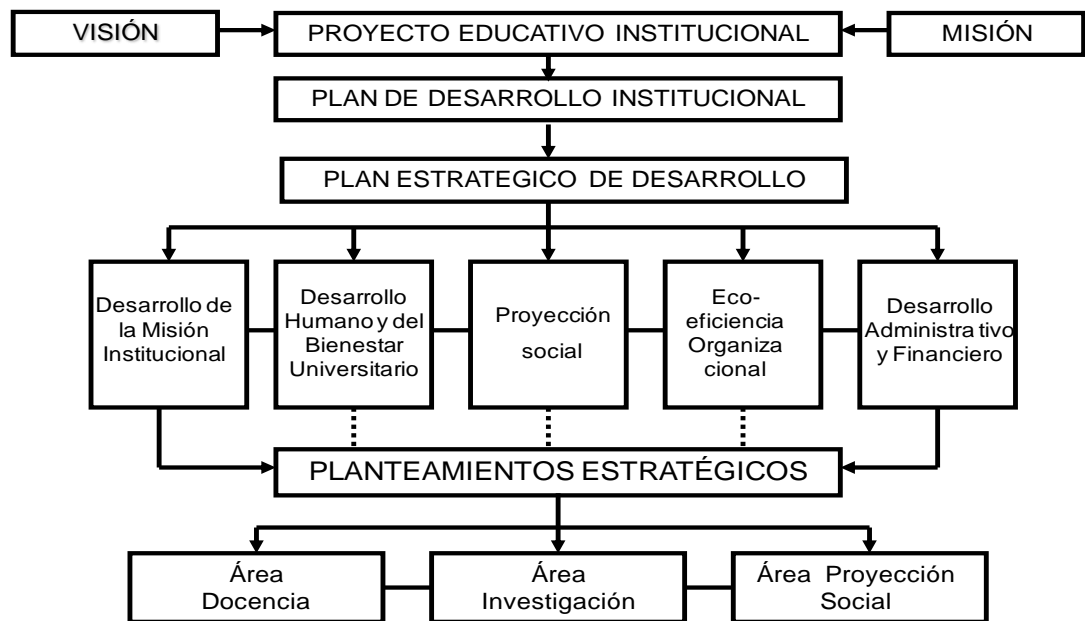 VISIÓN
PROYECTO EDUCATIVO INSTITUCIONAL
MISIÓN
PLAN DE DESARROLLO INSTITUCIONAL
PLAN ESTRATEGICO DE DESARROLLO
Desarrollo de
la Misión
Institucional
Desarrollo
Humano y del
Bienestar
Universitario
Proyección
social
Eco-
eficiencia
Organiza
cional
Desarrollo
Administra tivo
y Financiero
PLANTEAMIENTOS ESTRATÉGICOS
Área
Docencia
Área
Investigación
Área Proyección
Social